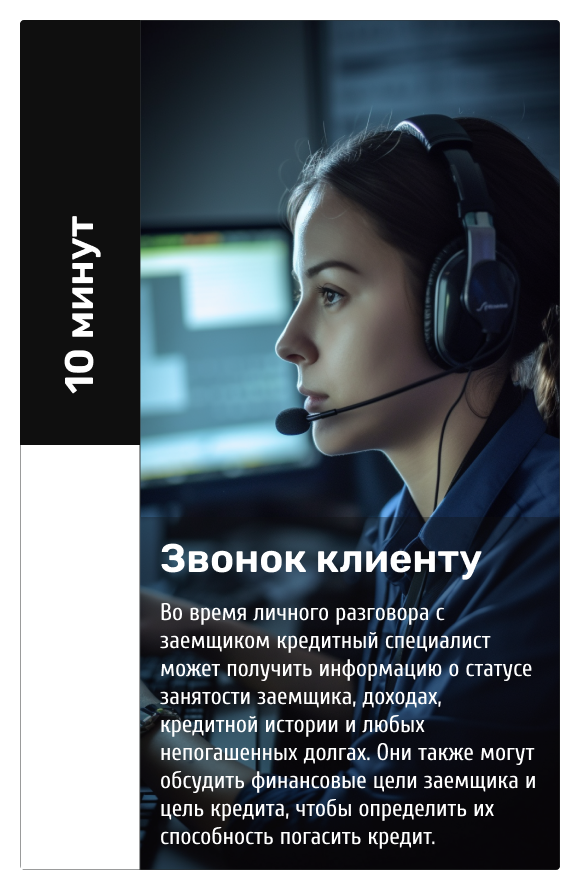 10 минут
Звонок клиенту
Во время личного разговора с
заемщиком кредитный специалист
может получить информацию о статусе
занятости заемщика, доходах,
кредитной истории и любых
непогашенных долгах. Они также могут
обсудить финансовые цели заемщика и
цель кредита, чтобы определить их
способность погасить кредит.